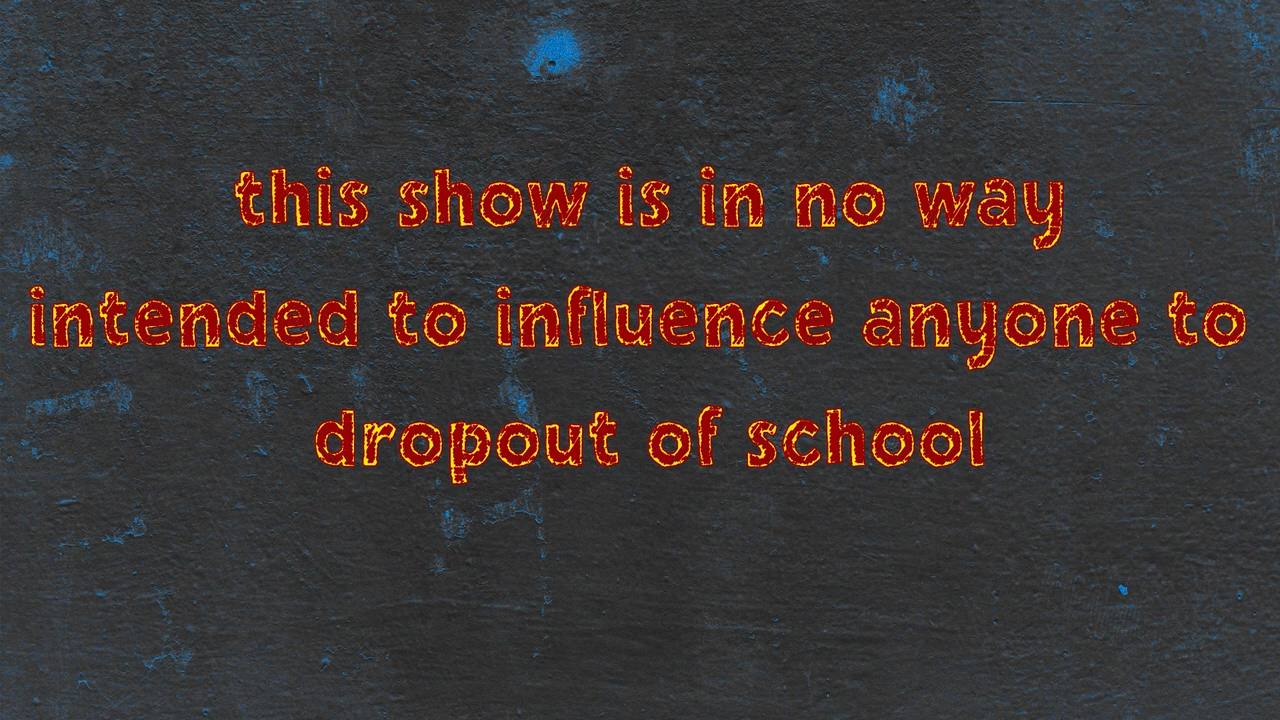 this show is in no way
intended to influence anyone to
dropout of school